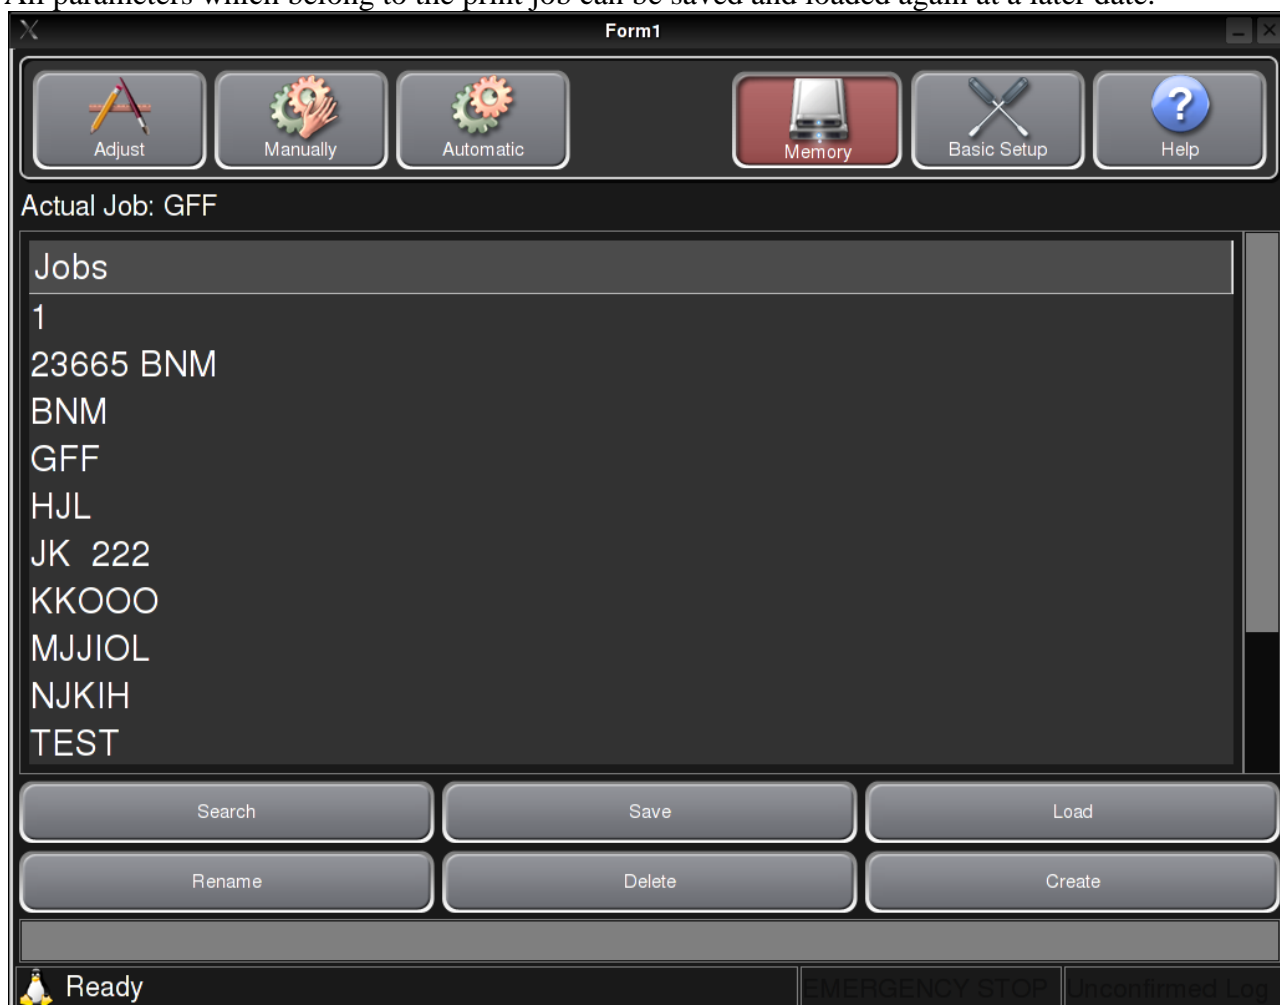 All parameters which belong to the print job can be saved and loaded again at a later date.
Form1
Adjust Manually Automatic Memory Basic Setup Help
Actual Job: GFF
Jobs
1
23665 BNM
BNM
GFF
HJL
JK  222
KKOOO
MJJIOL
NJKIH
TEST
Search Save Load
Rename Delete Create
Ready EMERGENCY STOP Unconfirmed Log